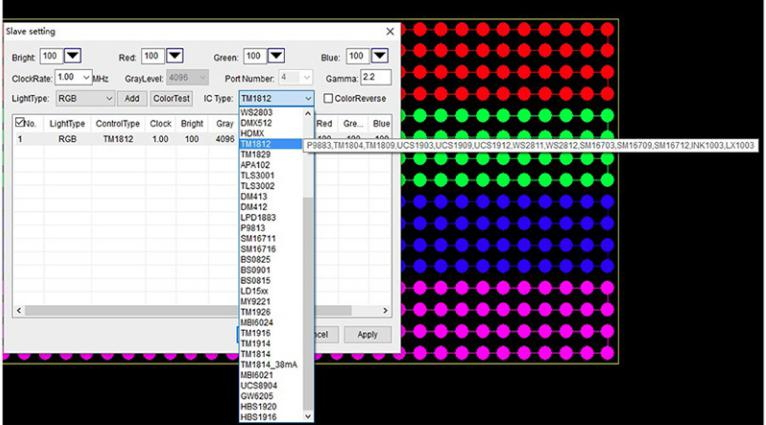 Slave setting
Bright: 100 Red: 100 Green: 100 Blue: 100
ClockRate: 1.00 MHz GrayLevel: 4096 Port Number: 4 Gamma: 2.2
LightType: RGB Add ColorTest IC Type: TM1812 ColorReverse
No. LightType ControlType Clock Bright Gray Red Gre... Blue
1 RGB TM1812 1.00 100 4096
WS2803
DMX512
HDMX
TM1812
P9883,TM1804,TM1809,UCS1903,UCS1909,UCS1912,WS2811,WS2812,SM16703,SM16709,SM16712,INK1003,LX1003
TM1829
APA102
TLS3001
TLS3002
DM413
DM412
LPD1883
P9813
SM16711
SM16716
BS0825
BS0901
BS0815
LD15xx
MY9221
TM1926
MBI6024
TM1916
TM1914
TM1814
TM1814_38mA
MBI6021
UCS8904
GW6205
HBS1920
HBS1916
ncel Apply